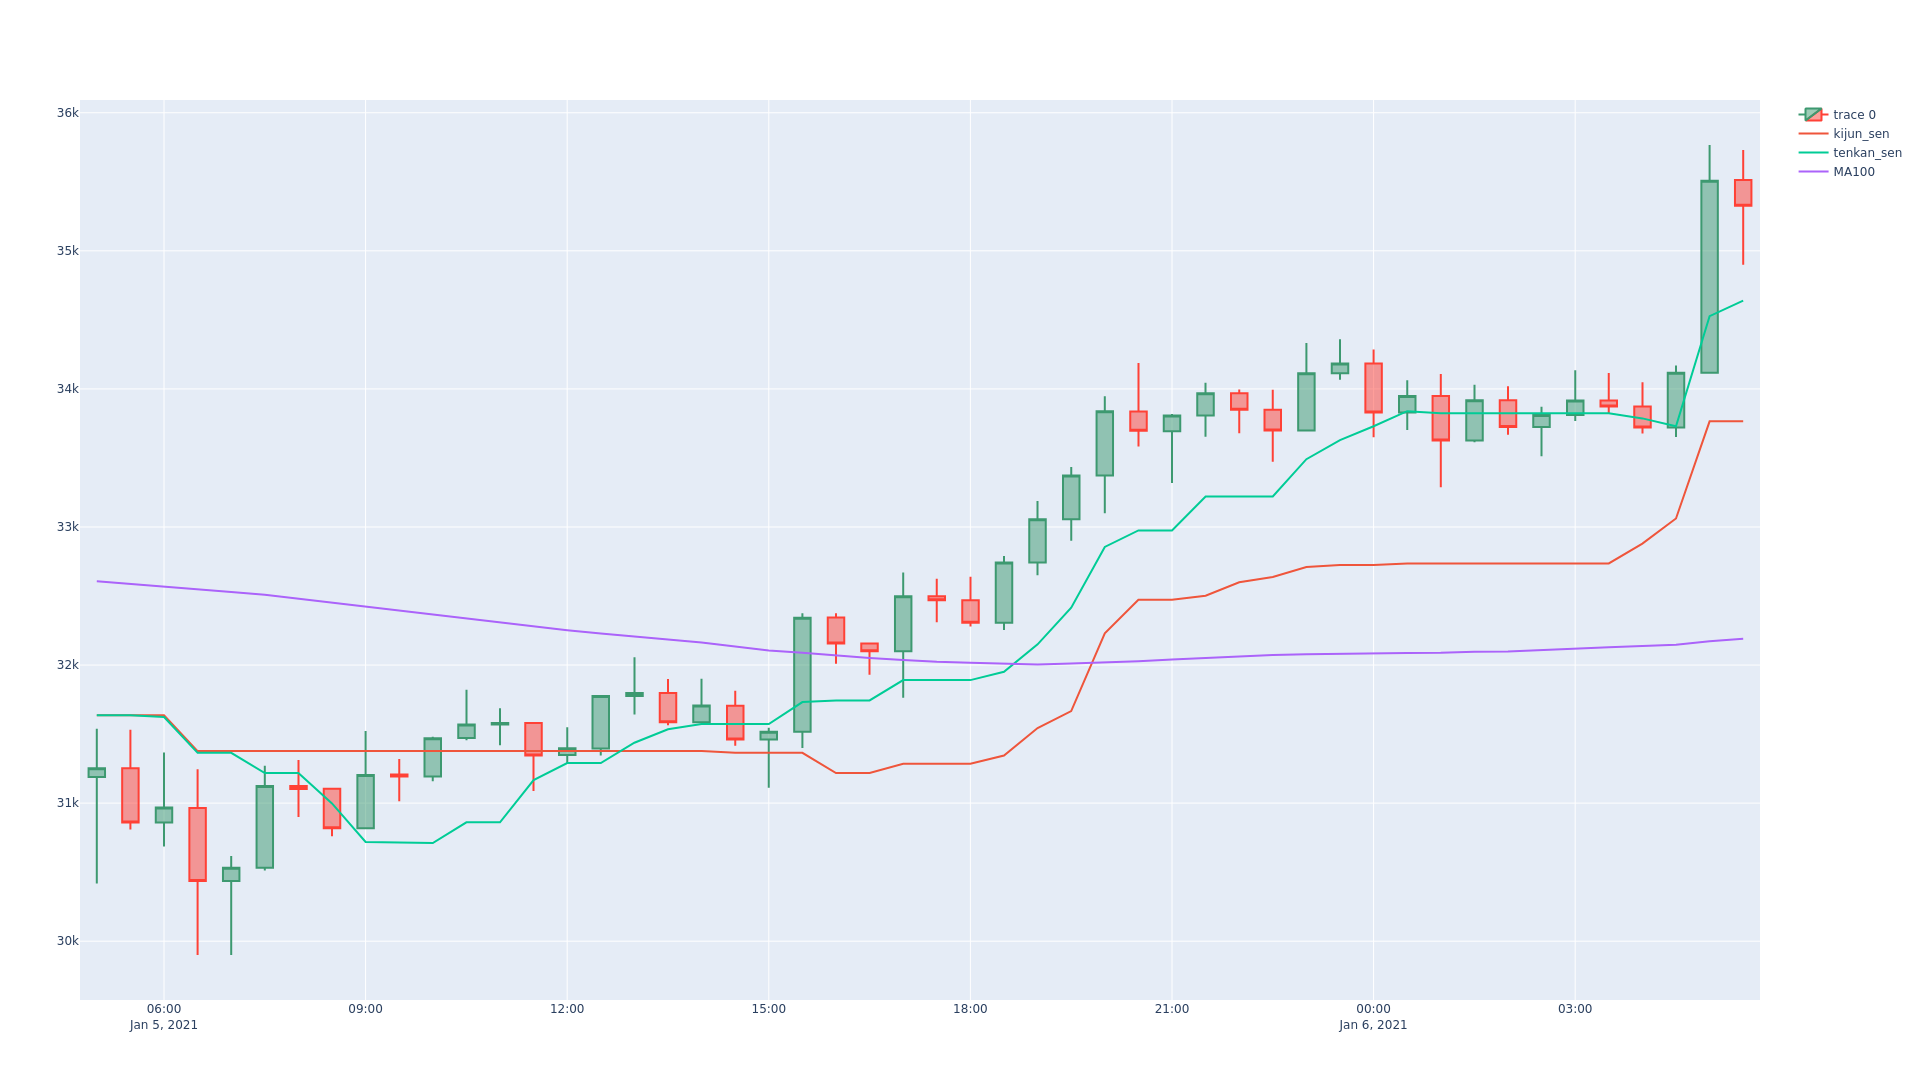 36k
35k
34k
33k
32k
31k
30k
06:00
Jan 5, 2021
09:00
12:00
15:00
18:00
21:00
00:00
Jan 6, 2021
03:00
trace 0
kijun_sen
tenkan_sen
MA100